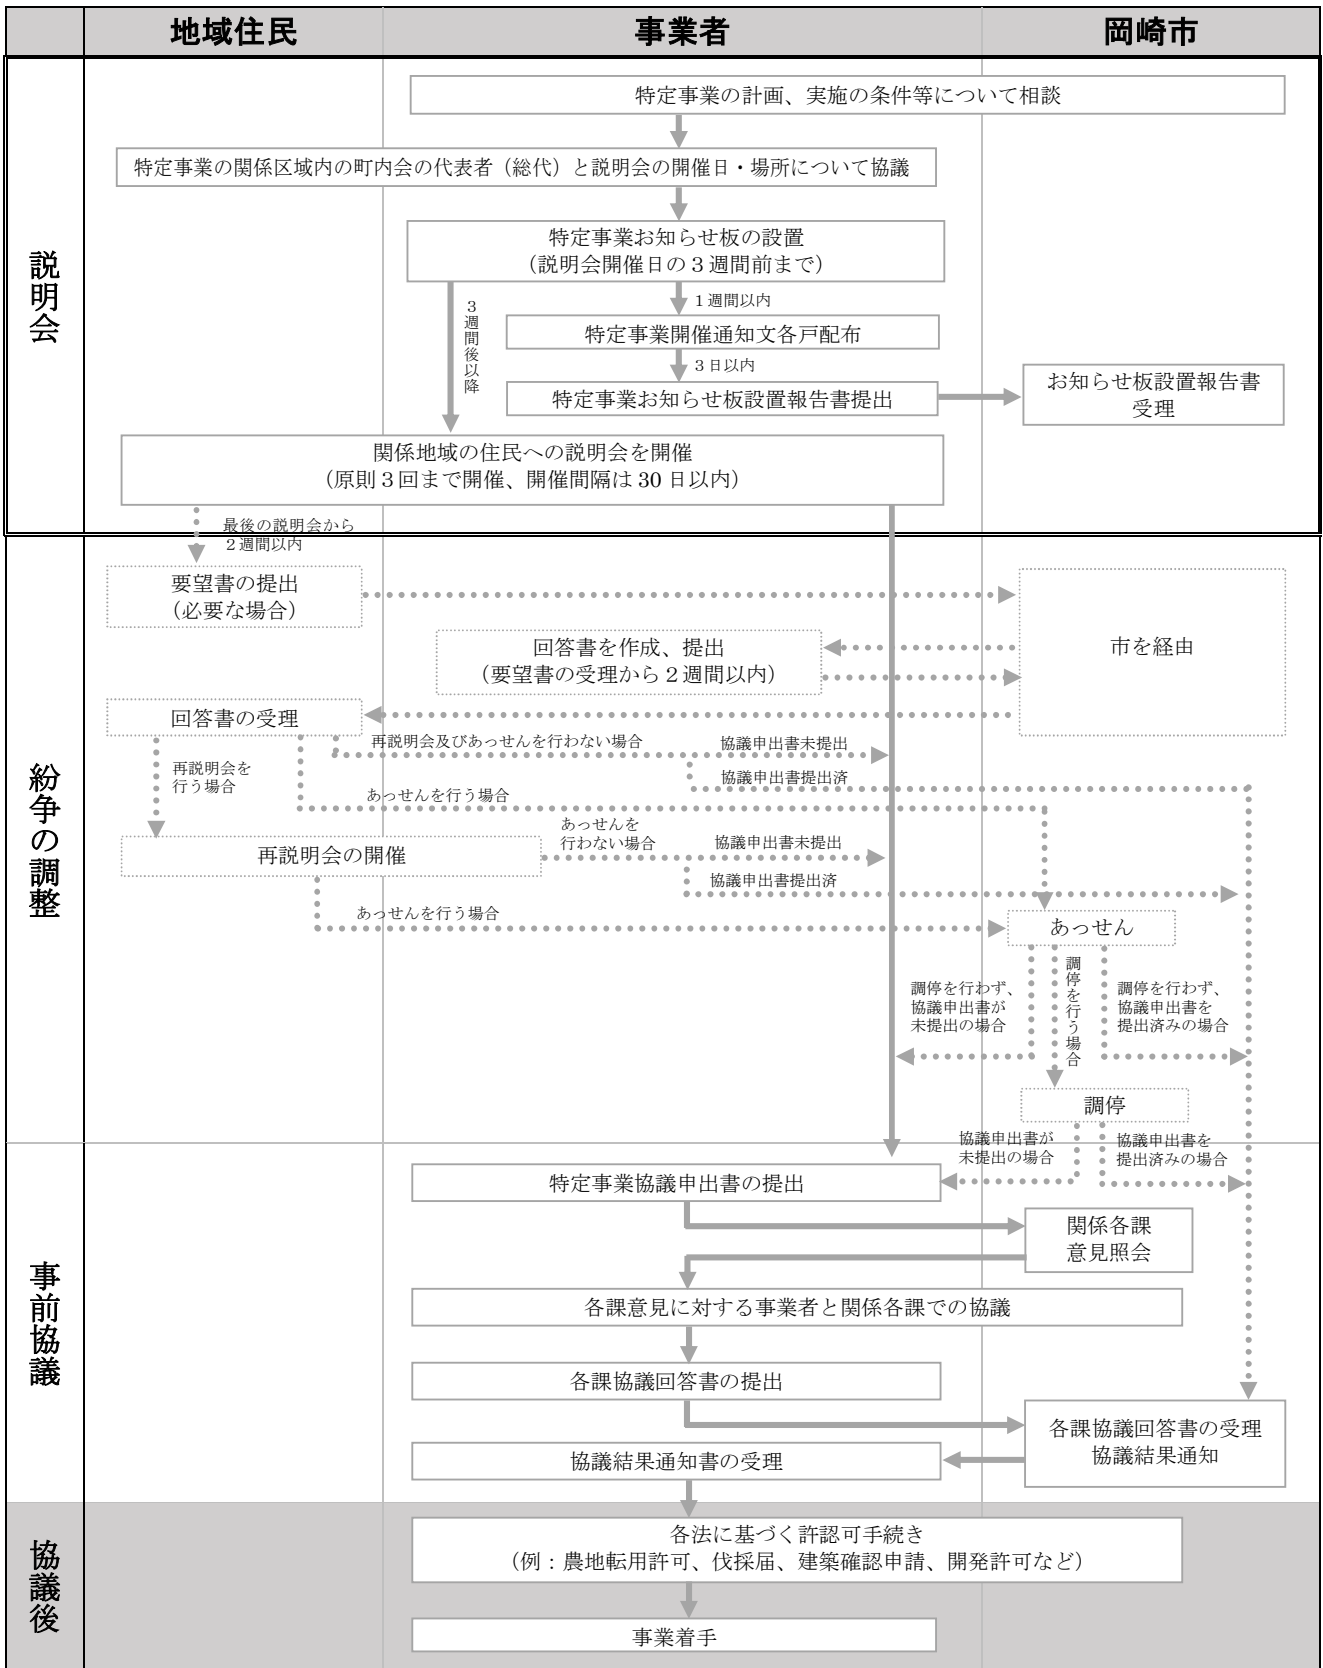 地域住民
事業者
岡崎市
説明会
特定事業の計画、実施の条件等について相談
特定事業の関係区域内の町内会の代表者（総代）と説明会の開催日・場所について協議
特定事業お知らせ板の設置
（説明会開催日の３週間前まで）
３週間後以降
１週間以内
特定事業開催通知文各戸配布
３日以内
特定事業お知らせ板設置報告書提出
お知らせ板設置報告書
受理
関係地域の住民への説明会を開催
（原則３回まで開催、開催間隔は 30 日以内）
最後の説明会から
２週間以内
紛争の調整
要望書の提出
（必要な場合）
市を経由
回答書を作成、提出
（要望書の受理から２週間以内）
回答書の受理
再説明会及びあっせんを行わない場合
協議申出書未提出
協議申出書提出済
再説明会を
行う場合
あっせんを行う場合
再説明会の開催
あっせんを
行わない場合
協議申出書未提出
協議申出書提出済
あっせんを行う場合
あっせん
調停を行わず、
協議申出書が
未提出の場合
調停を行う場合
調停を行わず、
協議申出書を
提出済みの場合
調停
協議申出書が
未提出の場合
協議申出書を
提出済みの場合
事前協議
特定事業協議申出書の提出
関係各課
意見照会
各課意見に対する事業者と関係各課での協議
各課協議回答書の提出
各課協議回答書の受理
協議結果通知
協議結果通知書の受理
協議後
各法に基づく許認可手続き
（例：農地転用許可、伐採届、建築確認申請、開発許可など）
事業着手